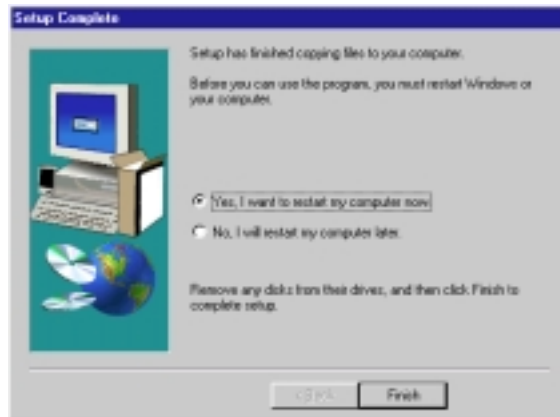 Setup Complete
Setup has finished copying files to your computer.
Before you can use the program, you must restart Windows or
your computer.
Yes, I want to restart my computer now.
No, I will restart my computer later.
Remove any disks from their drives, and then click Finish to
complete setup.
< Back
Finish